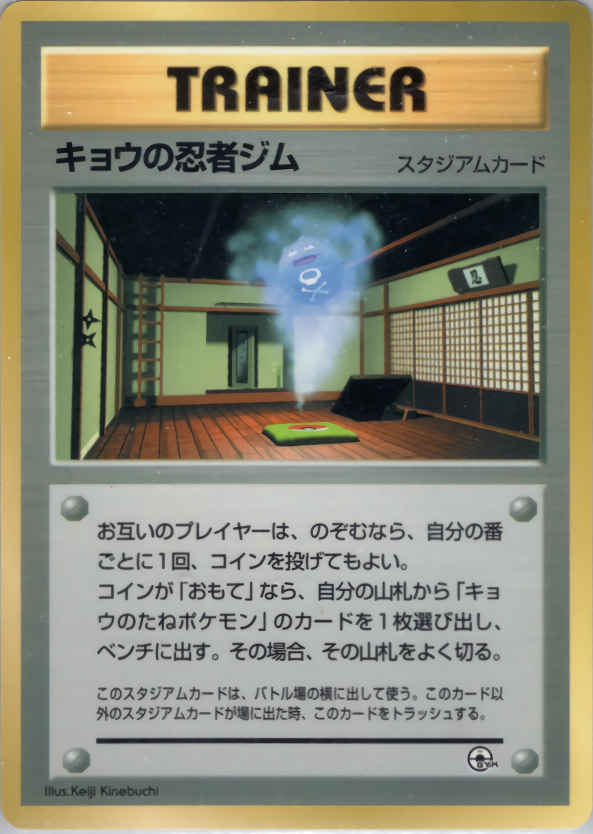 TRAINER
キョウの忍者ジム
スタジアムカード
忍
お互いのプレイヤーは、のぞむなら、自分の番
ごとに1回、コインを投げてもよい。
コインが「おもて」なら、自分の山札から「キョ
ウのたねポケモン」のカードを1枚選び出し、
ベンチに出す。その場合、その山札をよく切る。
このスタジアムカードは、バトル場の横に出して使う。このカード以
外のスタジアムカードが場に出た時、このカードをトラッシュする。
GYM
Illus.Keiji Kinebuchi